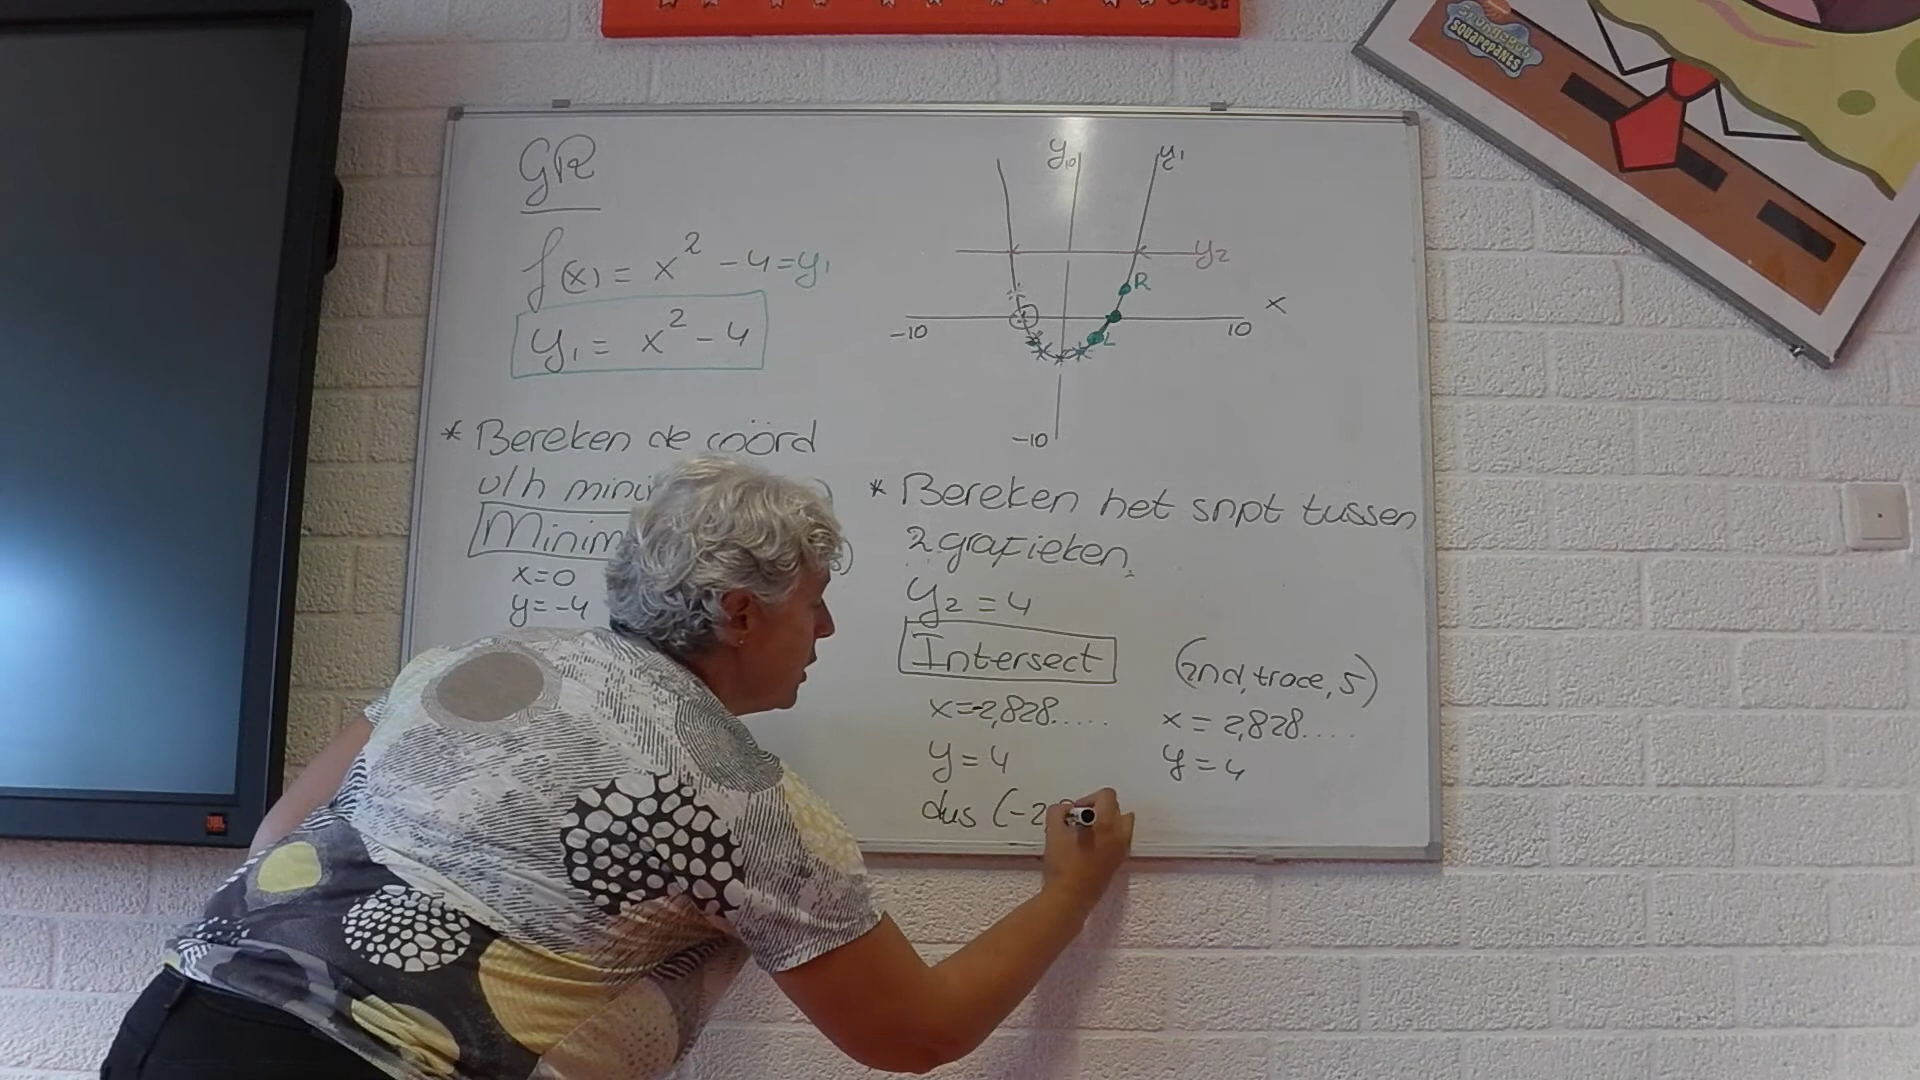 GR
f(x) = x² - 4 = y₁
y₁ = x² - 4
* Bereken de coörd
v/h mini
Minim
x=0
y=-4
y₁
y₂
R
L
x
-10
10
-10
* Bereken het snpt tussen
2 grafieken
y₂ = 4
Intersect (2nd, trace, 5)
x=-2,828..... x = 2,828....
y = 4 y = 4
dus (-2
SPONGEBOB
SQUAREPANTS